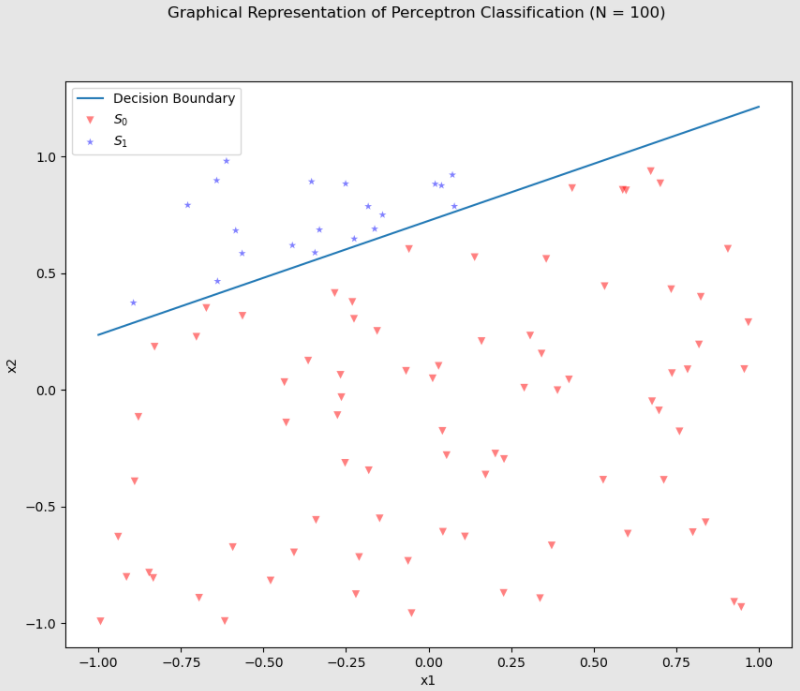 Graphical Representation of Perceptron Classification (N = 100)
Decision Boundary
S0
S1
x2
1.0
0.5
0.0
−0.5
−1.0
−1.00 −0.75 −0.50 −0.25 0.00 0.25 0.50 0.75 1.00
x1